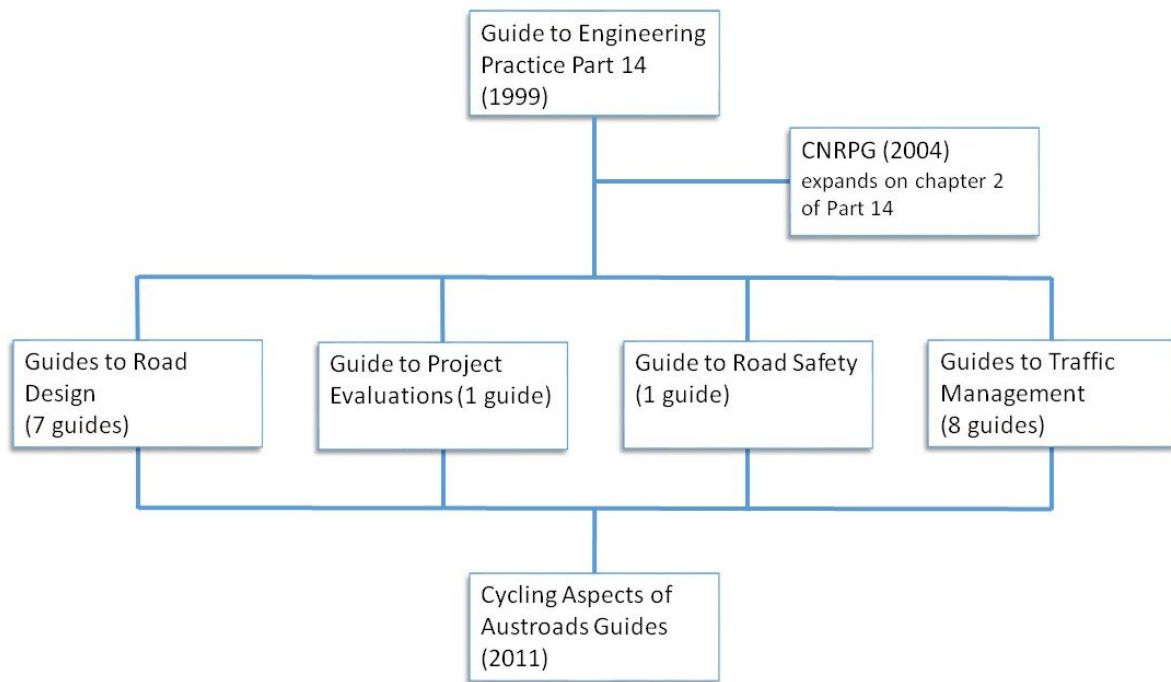 Guide to Engineering
Practice Part 14
(1999)
CNRPG (2004)
expands on chapter 2
of Part 14
Guides to Road
Design
(7 guides)
Guide to Project
Evaluations (1 guide)
Guide to Road Safety
(1 guide)
Guides to Traffic
Management
(8 guides)
Cycling Aspects of
Austroads Guides
(2011)